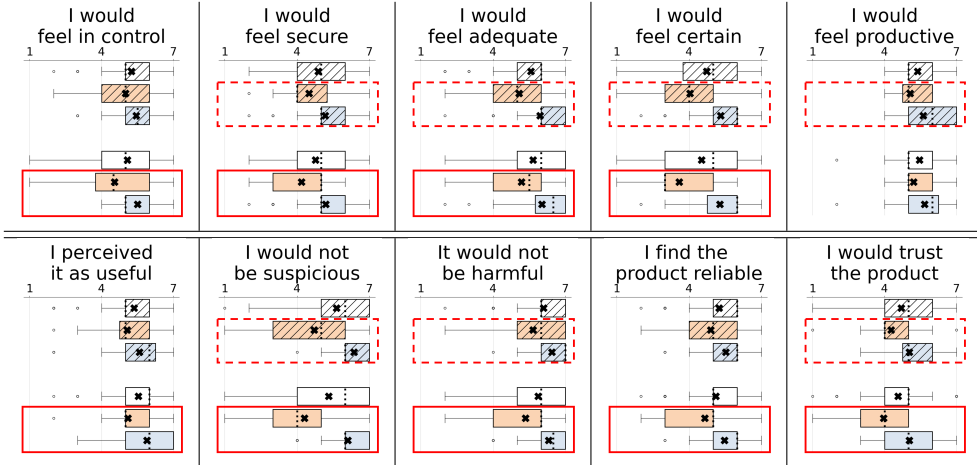 I would
feel in control
1 4 7
I would
feel secure
1 4 7
I would
feel adequate
1 4 7
I would
feel certain
1 4 7
I would
feel productive
1 4 7
I perceived
it as useful
1 4 7
I would not
be suspicious
1 4 7
It would not
be harmful
1 4 7
I find the
product reliable
1 4 7
I would trust
the product
1 4 7